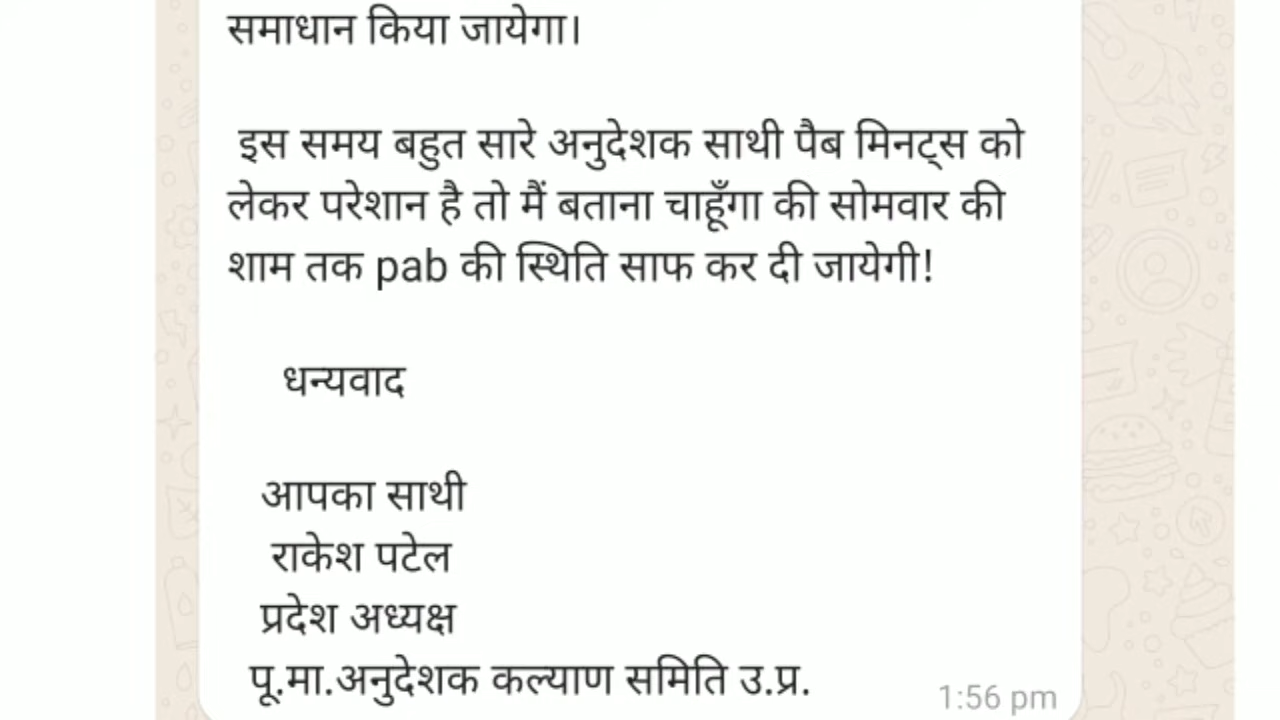 समाधान किया जायेगा।
इस समय बहुत सारे अनुदेशक साथी पैब मिनट्स को
लेकर परेशान है तो मैं बताना चाहूँगा की सोमवार की
शाम तक pab की स्थिति साफ कर दी जायेगी!
धन्यवाद
आपका साथी
राकेश पटेल
प्रदेश अध्यक्ष
पू.मा.अनुदेशक कल्याण समिति उ.प्र.
1:56 pm